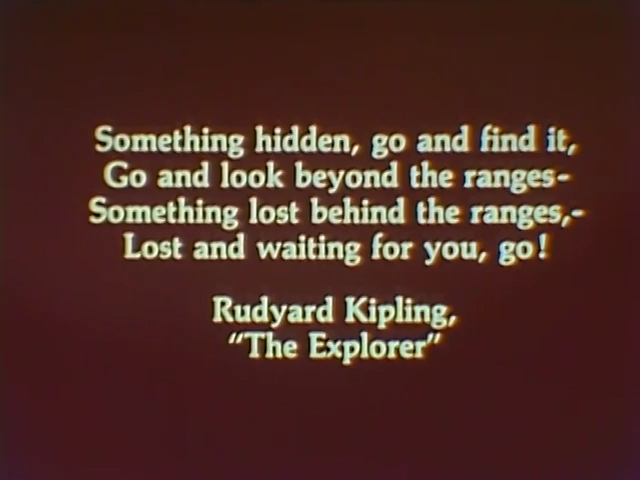 Something hidden, go and find it,
Go and look beyond the ranges-
Something lost behind the ranges,-
Lost and waiting for you, go!
Rudyard Kipling,
"The Explorer"